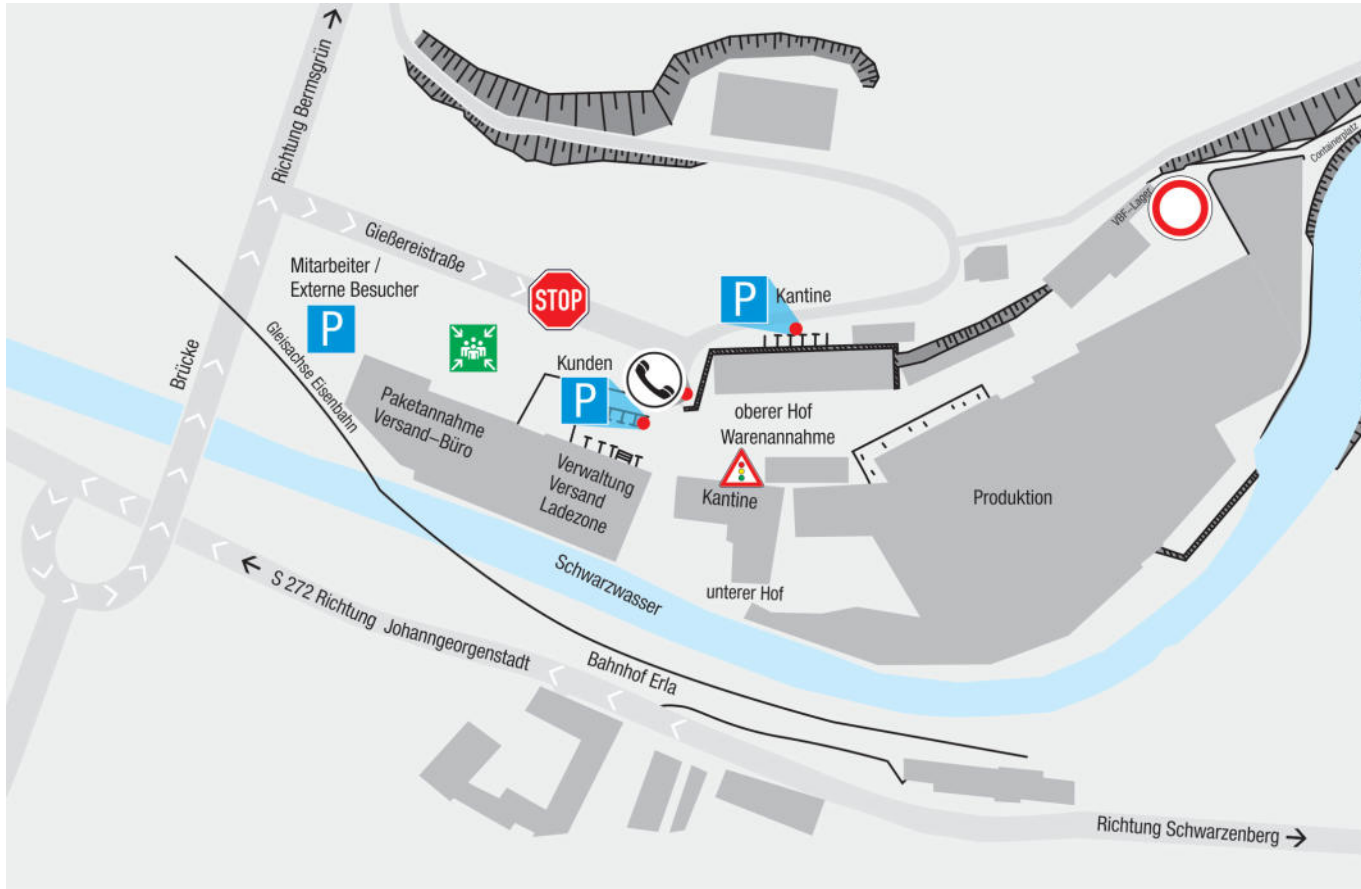 Richtung Bermsgrün
Containerplatz
VBF-Lager
Gießereistraße
Mitarbeiter /
Externe Besucher
P
STOP
P Kantine
Gleisachse Eisenbahn
Brücke
Kunden
P
Paketannahme
Versand-Büro
oberer Hof
Warenannahme
Verwaltung
Versand
Ladezone
Kantine
Produktion
Schwarzwasser
unterer Hof
S 272 Richtung Johanngeorgenstadt
Bahnhof Erla
Richtung Schwarzenberg